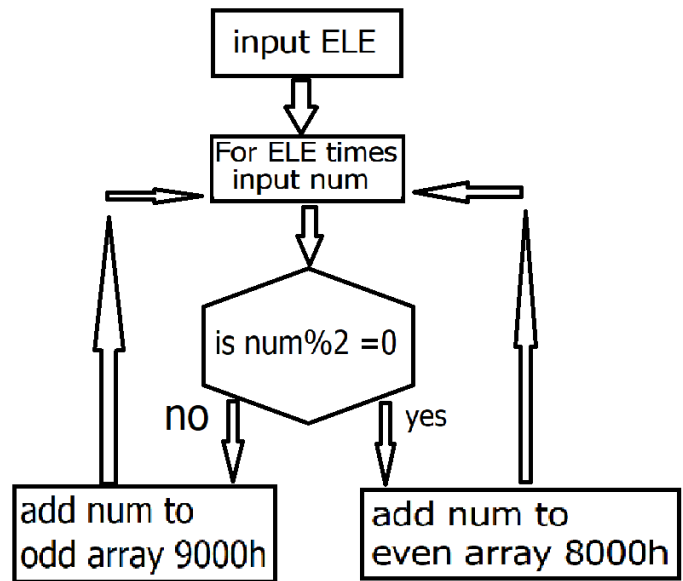 input ELE
For ELE times
input num
is num%2 =0
no
yes
add num to
odd array 9000h
add num to
even array 8000h